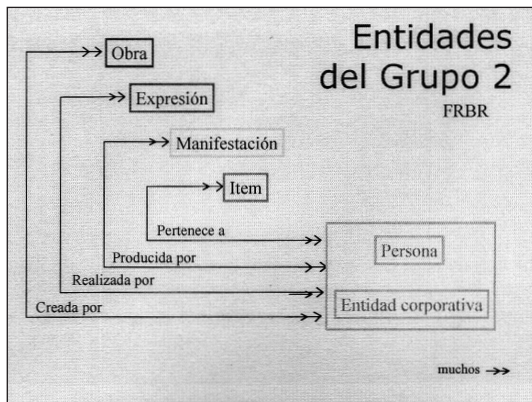 Entidades
del Grupo 2
FRBR
Obra
Expresión
Manifestación
Item
Pertenece a
Producida por
Realizada por
Creada por
Persona
Entidad corporativa
muchos